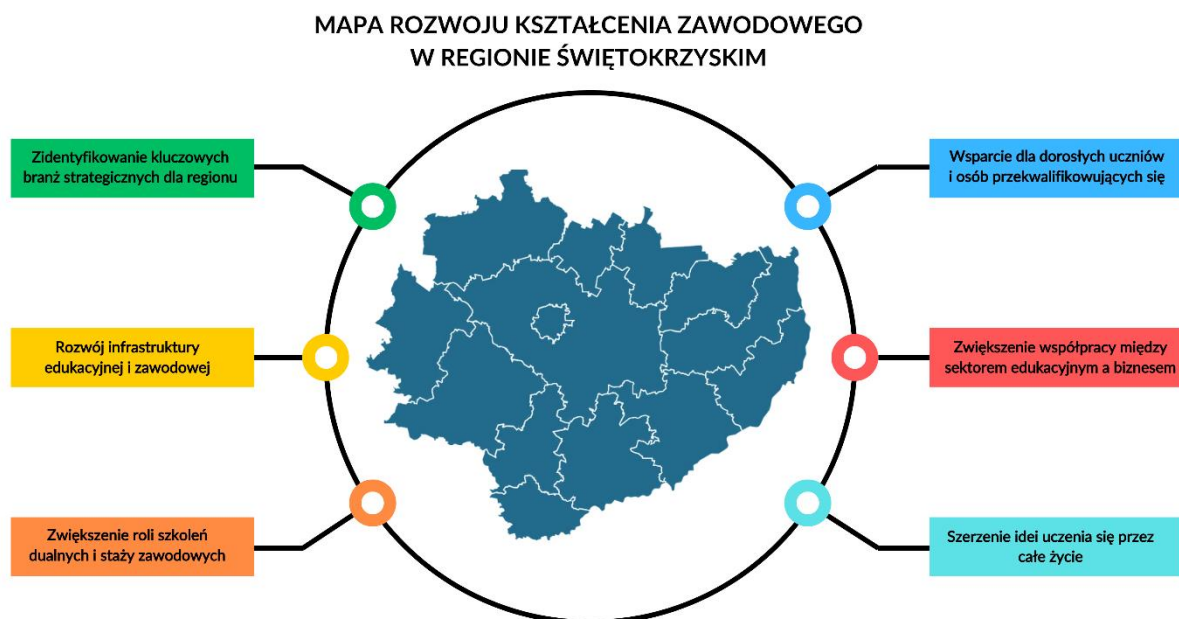 MAPA ROZWOJU KSZTAŁCENIA ZAWODOWEGO
W REGIONIE ŚWIĘTOKRZYSKIM
Zidentyfikowanie kluczowych
branż strategicznych dla regionu
Wsparcie dla dorosłych uczniów
i osób przekwalifikowujących się
Rozwój infrastruktury
edukacyjnej i zawodowej
Zwiększenie współpracy między
sektorem edukacyjnym a biznesem
Zwiększenie roli szkoleń
dualnych i staży zawodowych
Szerzenie idei uczenia się przez
całe życie